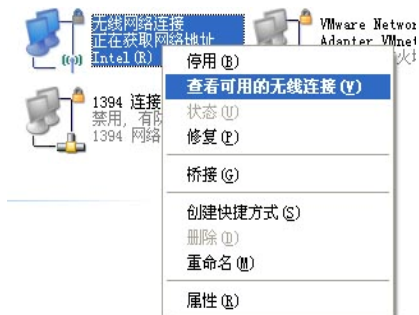 无线网络连接
正在获取网络地址
Intel(R)
VMware Networ
Adapter VMnet
1394 连接
禁用，有防
1394 网络
停用(B)
查看可用的无线连接(V)
状态(U)
修复(P)
桥接(G)
创建快捷方式(S)
删除(D)
重命名(M)
属性(R)